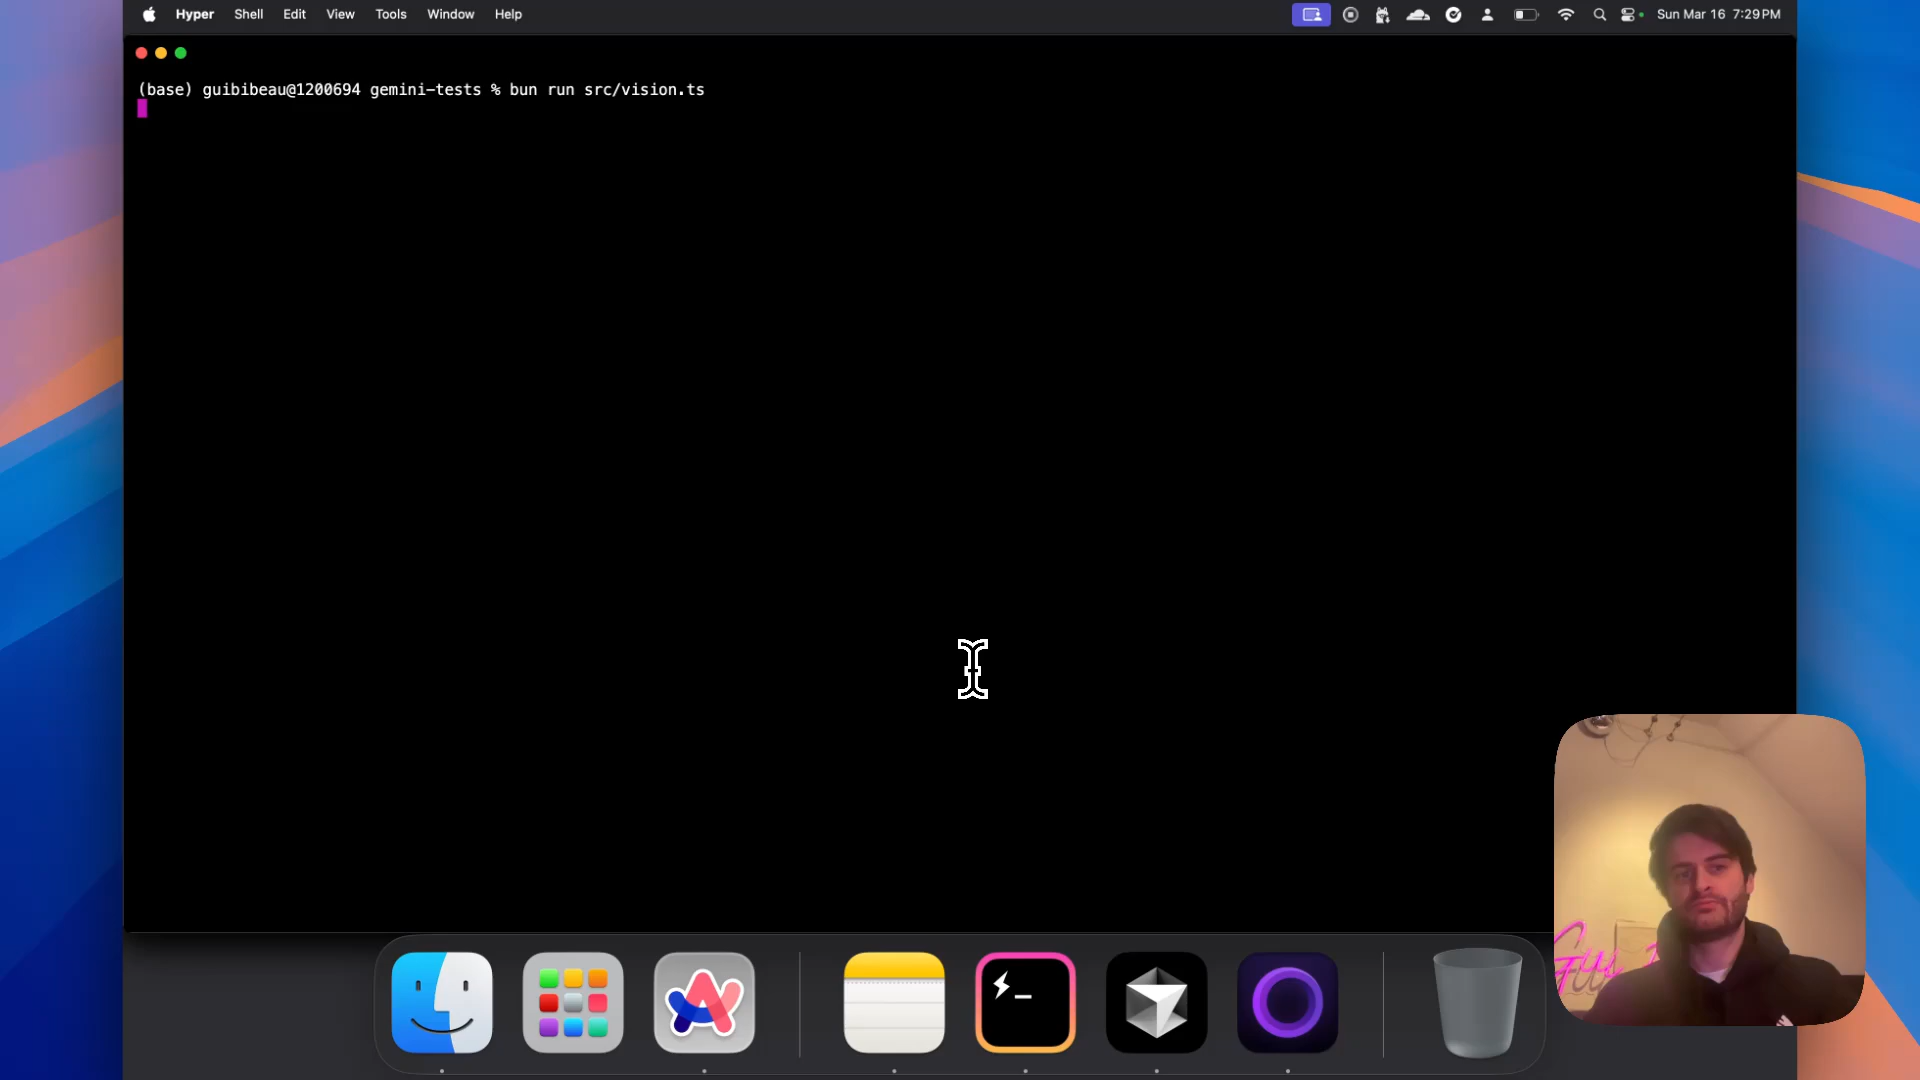 Hyper Shell Edit View Tools Window Help
Sun Mar 16 7:29 PM
(base) guibibeau@1200694 gemini-tests % bun run src/vision.ts
Gus